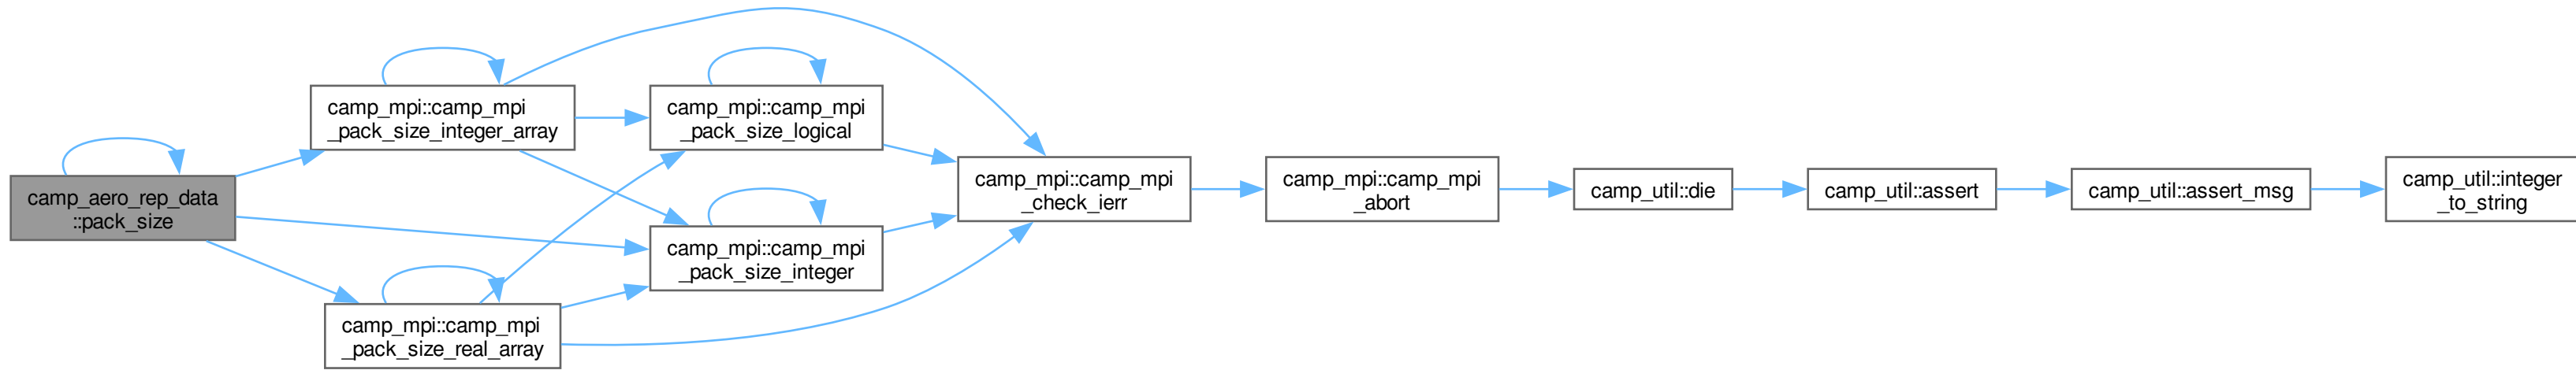 camp_aero_rep_data
::pack_size
camp_mpi::camp_mpi
_pack_size_integer_array
camp_mpi::camp_mpi
_pack_size_real_array
camp_mpi::camp_mpi
_pack_size_logical
camp_mpi::camp_mpi
_pack_size_integer
camp_mpi::camp_mpi
_check_ierr
camp_mpi::camp_mpi
_abort
camp_util::die
camp_util::assert
camp_util::assert_msg
camp_util::integer
_to_string